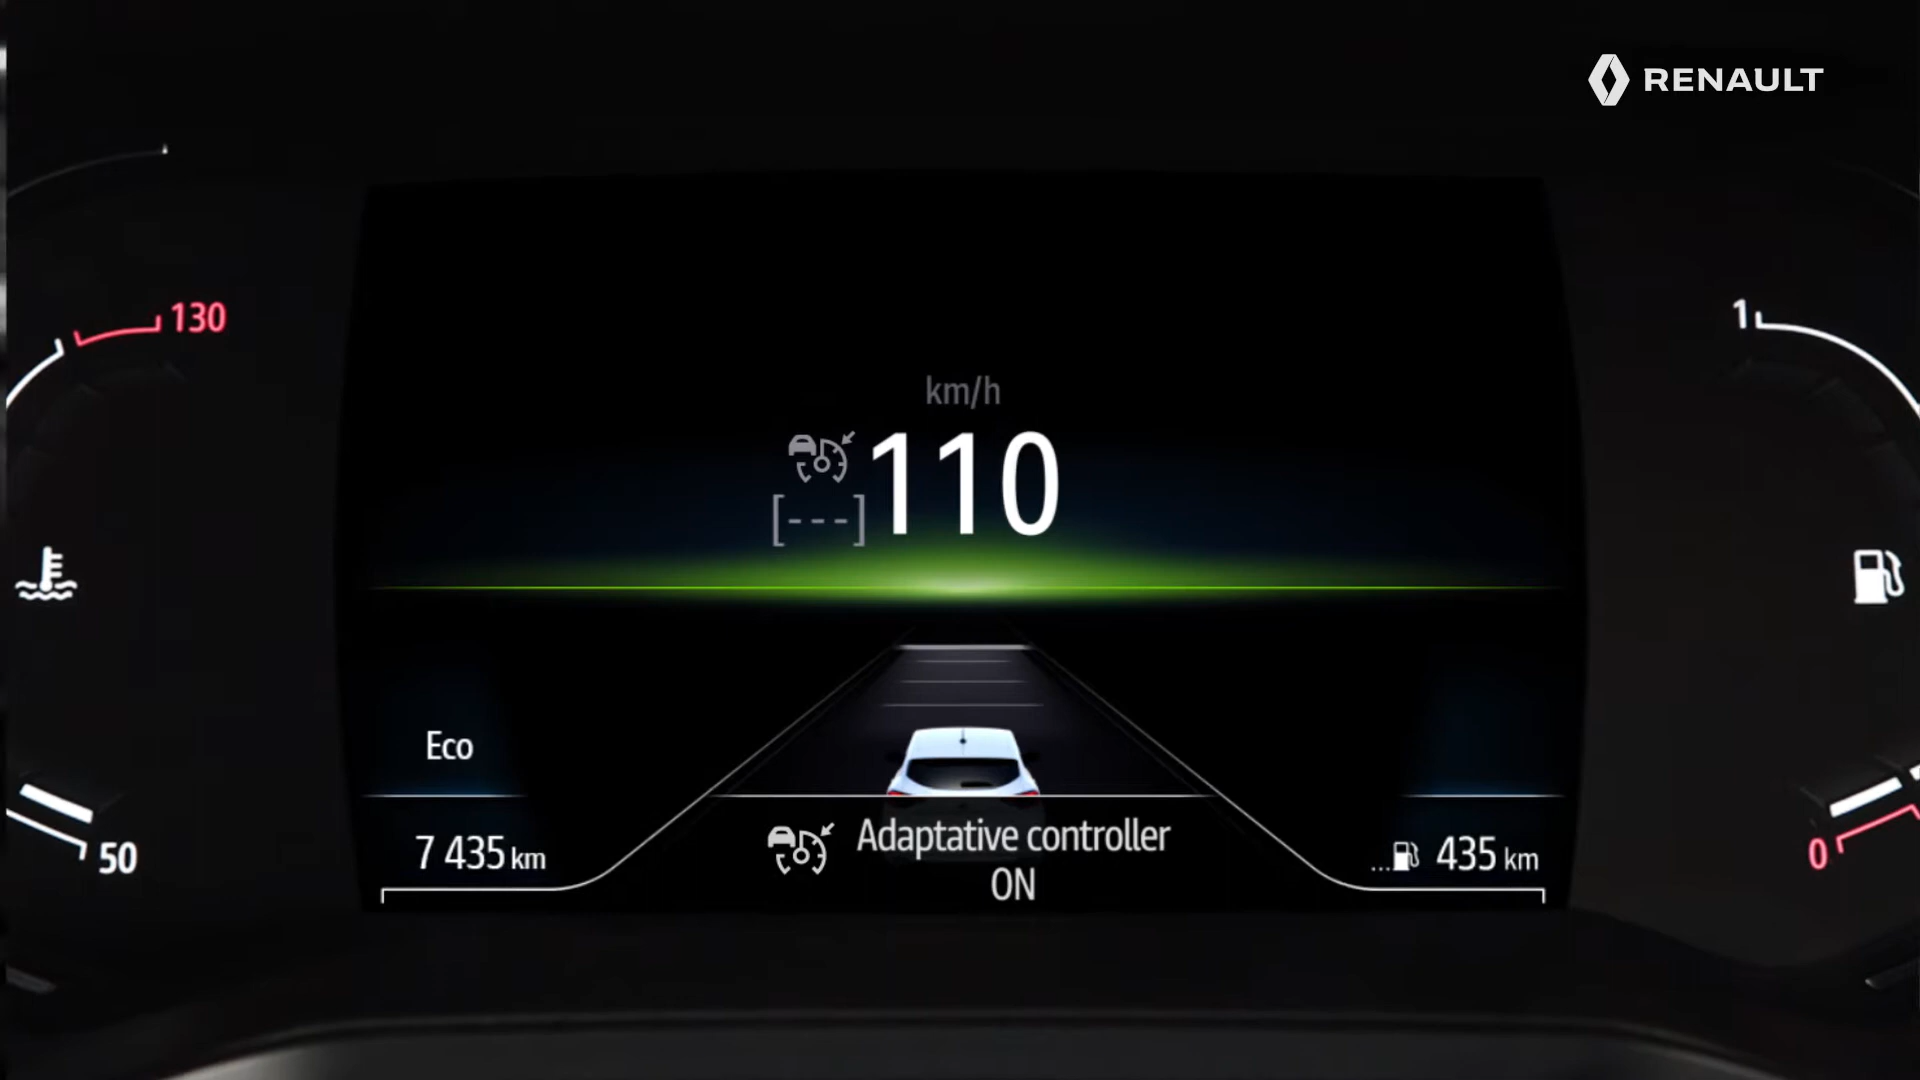 RENAULT
130
1
km/h
110
[---]
Eco
50
7 435 km
Adaptative controller
ON
... 435 km
0